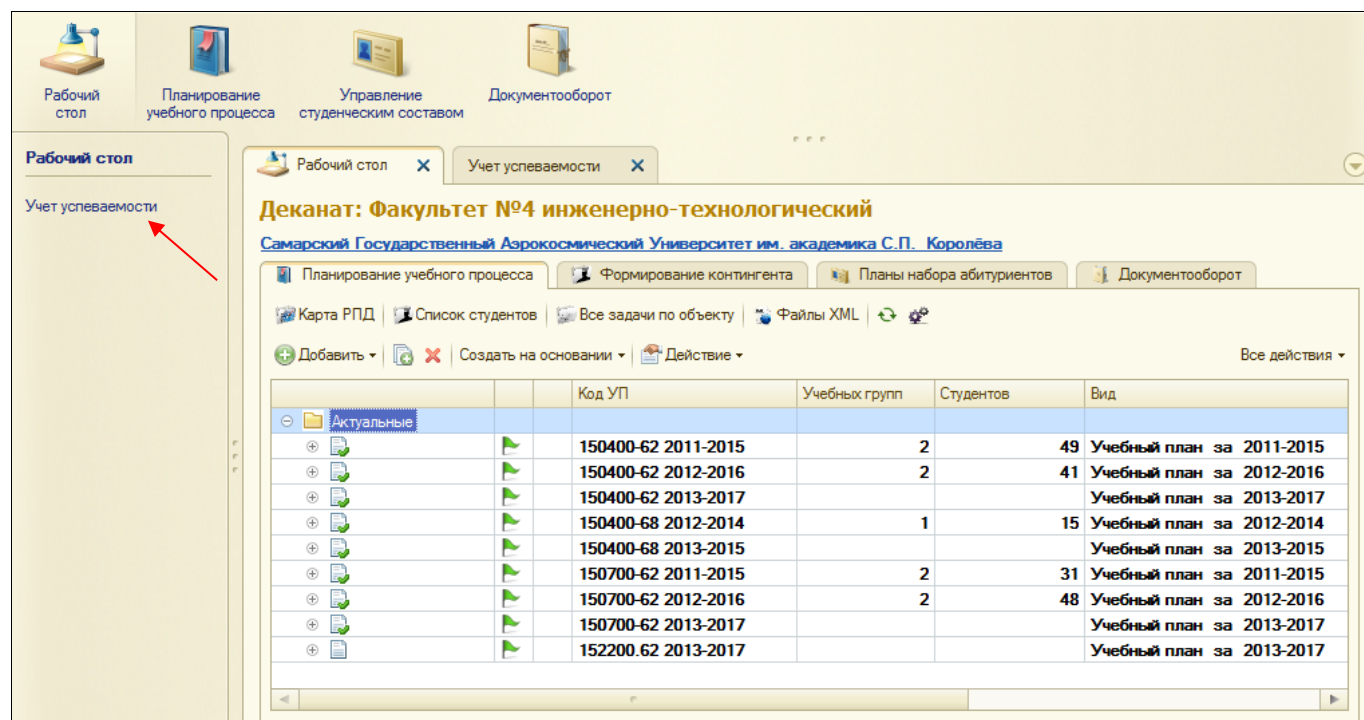 Рабочий стол
Планирование учебного процесса
Управление студенческим составом
Документооборот
Рабочий стол
Учет успеваемости
Рабочий стол
Учет успеваемости
Деканат: Факультет №4 инженерно-технологический
Самарский Государственный Аэрокосмический Университет им. академика С.П. Королёва
Планирование учебного процесса Формирование контингента Планы набора абитуриентов Документооборот
Карта РПД Список студентов Все задачи по объекту Файлы XML
Добавить Создать на основании Действие Все действия
Код УП Учебных групп Студентов Вид
Актуальные
150400-62 2011-2015 2 49 Учебный план за 2011-2015
150400-62 2012-2016 2 41 Учебный план за 2012-2016
150400-62 2013-2017 Учебный план за 2013-2017
150400-68 2012-2014 1 15 Учебный план за 2012-2014
150400-68 2013-2015 Учебный план за 2013-2015
150700-62 2011-2015 2 31 Учебный план за 2011-2015
150700-62 2012-2016 2 48 Учебный план за 2012-2016
150700-62 2013-2017 Учебный план за 2013-2017
152200.62 2013-2017 Учебный план за 2013-2017